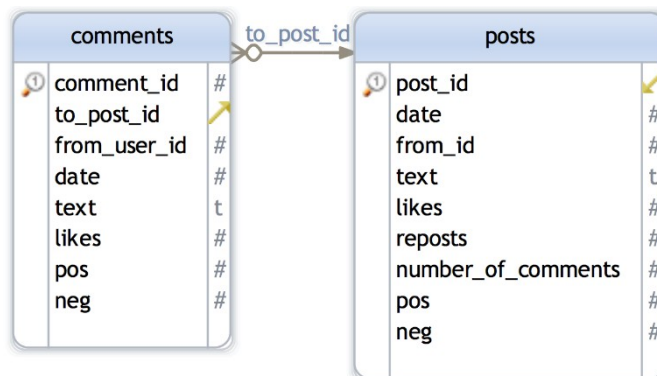 comments
comment_id #
to_post_id
from_user_id #
date #
text t
likes #
pos #
neg #
to_post_id
posts
post_id
date #
from_id #
text t
likes #
reposts #
number_of_comments #
pos #
neg #